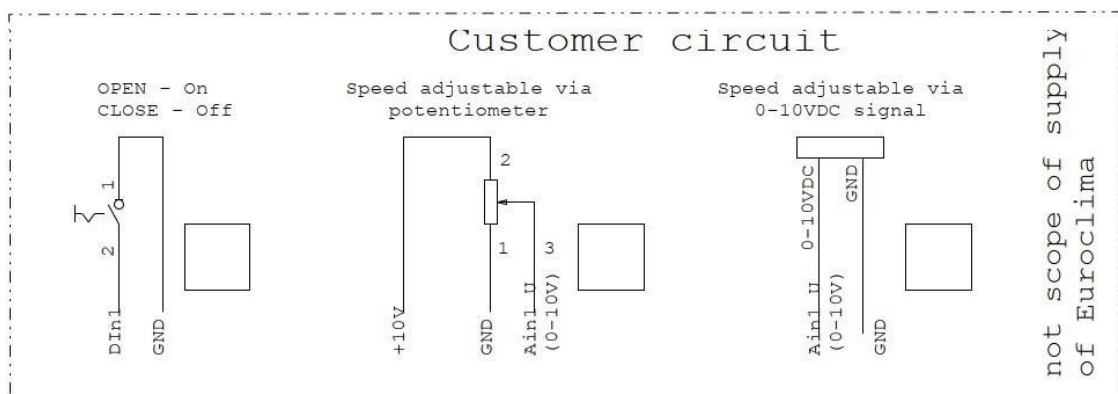 Customer circuit
OPEN - On
CLOSE - Off
1
2
DIn1
GND
Speed adjustable via
potentiometer
2
1
3
+10V
GND
Ain1 U
(0-10V)
Speed adjustable via
0-10VDC signal
0-10VDC
GND
Ain1 U
(0-10V)
GND
not scope of supply
of Euroclima